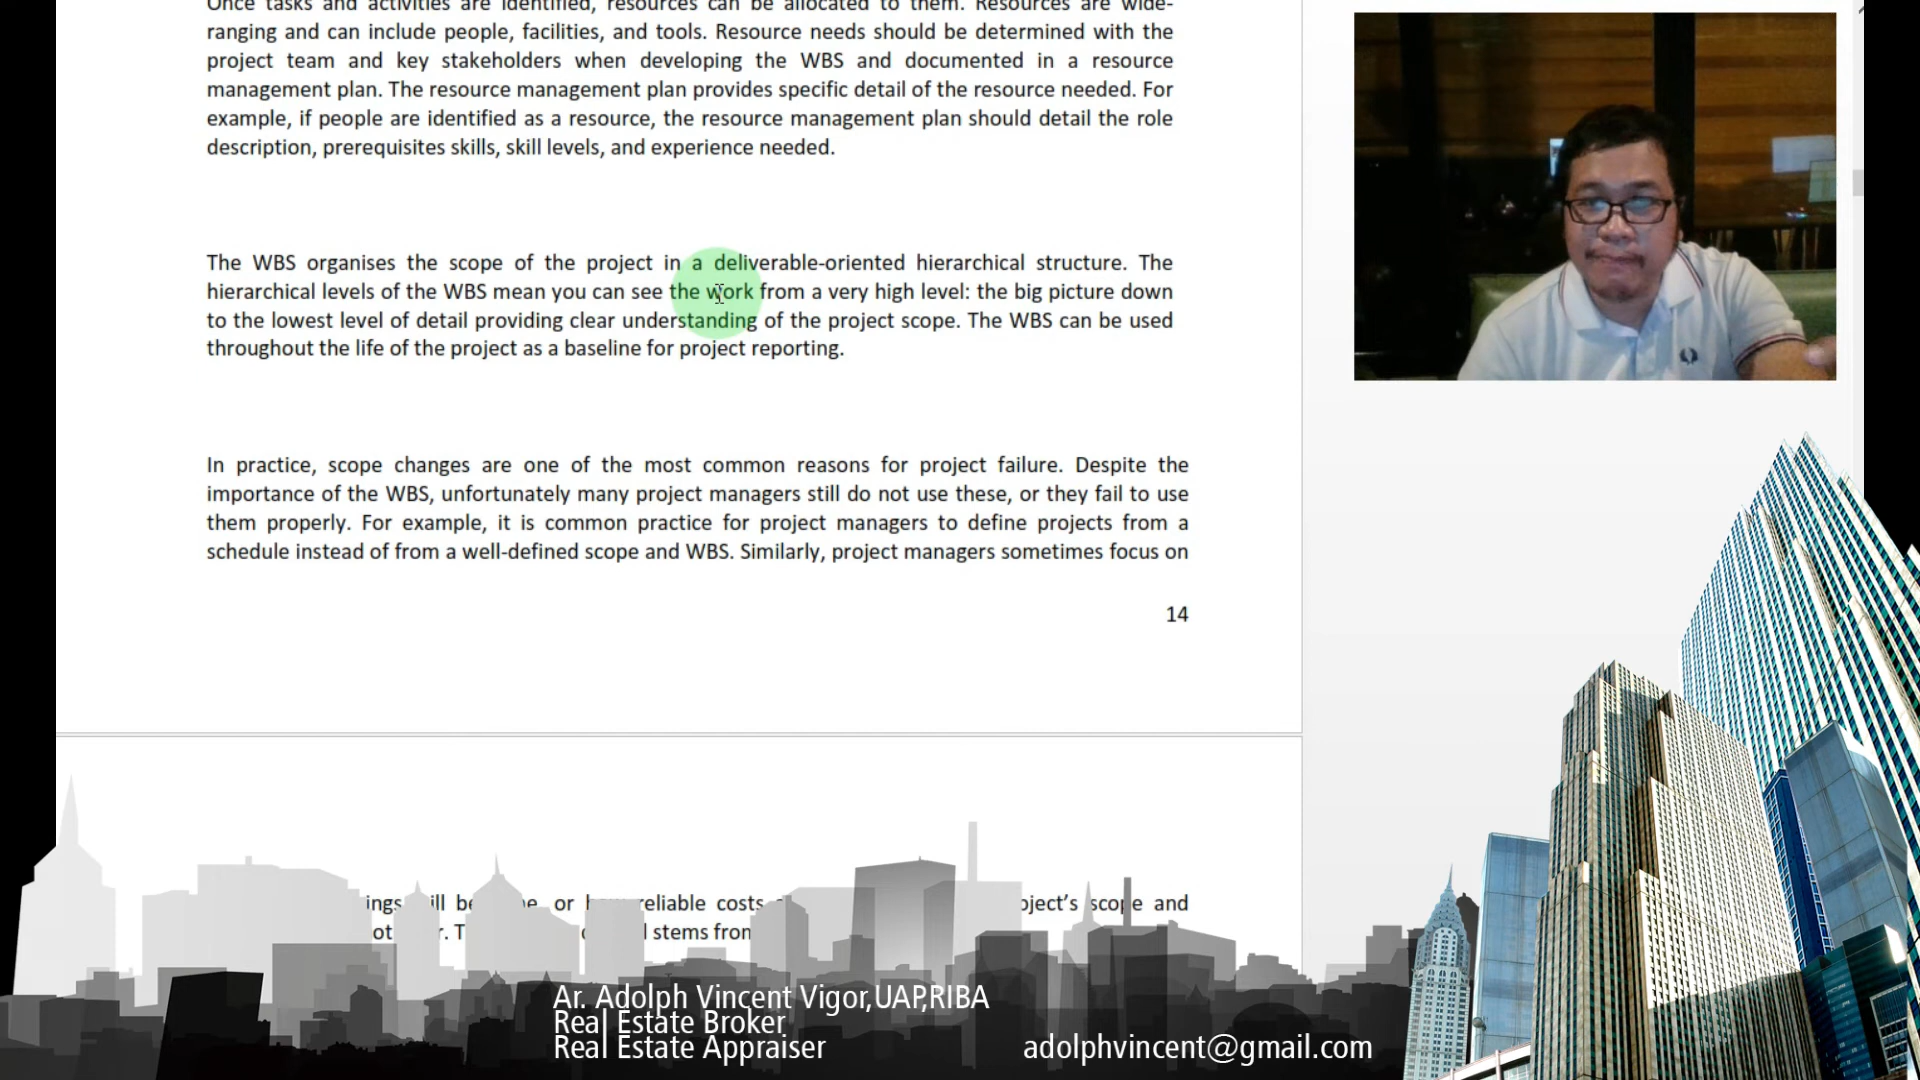 Once tasks and activities are identified, resources can be allocated to them. Resources are wide-
ranging and can include people, facilities, and tools. Resource needs should be determined with the
project team and key stakeholders when developing the WBS and documented in a resource
management plan. The resource management plan provides specific detail of the resource needed. For
example, if people are identified as a resource, the resource management plan should detail the role
description, prerequisites skills, skill levels, and experience needed.
The WBS organises the scope of the project in a deliverable-oriented hierarchical structure. The
hierarchical levels of the WBS mean you can see the work from a very high level: the big picture down
to the lowest level of detail providing clear understanding of the project scope. The WBS can be used
throughout the life of the project as a baseline for project reporting.
In practice, scope changes are one of the most common reasons for project failure. Despite the
importance of the WBS, unfortunately many project managers still do not use these, or they fail to use
them properly. For example, it is common practice for project managers to define projects from a
schedule instead of from a well-defined scope and WBS. Similarly, project managers sometimes focus on
14
or reliable costs scope and
stems from
Ar. Adolph Vincent Vigor,UAP,RIBA
Real Estate Broker
Real Estate Appraiser
adolphvincent@gmail.com